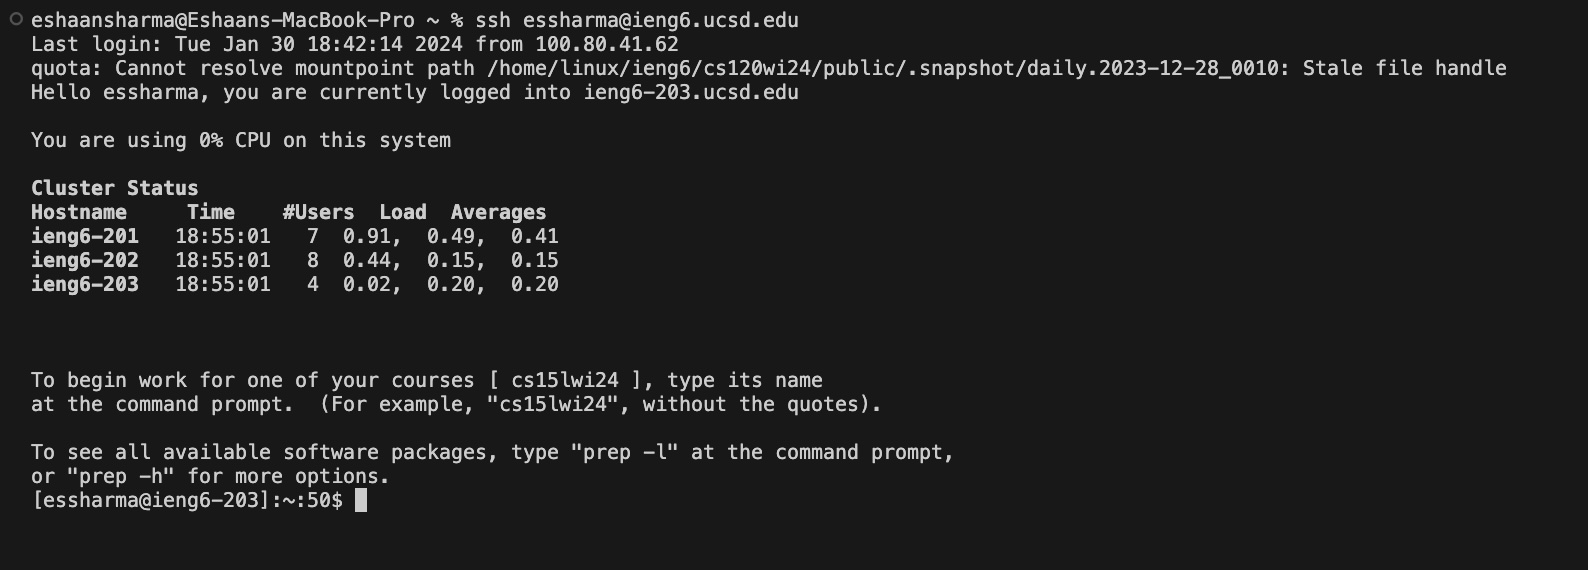 eshaansharma@Eshaans-MacBook-Pro ~ % ssh essharma@ieng6.ucsd.edu
Last login: Tue Jan 30 18:42:14 2024 from 100.80.41.62
quota: Cannot resolve mountpoint path /home/linux/ieng6/cs120wi24/public/.snapshot/daily.2023-12-28_0010: Stale file handle
Hello essharma, you are currently logged into ieng6-203.ucsd.edu

You are using 0% CPU on this system

Cluster Status
Hostname     Time    #Users  Load  Averages
ieng6-201   18:55:01   7  0.91,  0.49,  0.41
ieng6-202   18:55:01   8  0.44,  0.15,  0.15
ieng6-203   18:55:01   4  0.02,  0.20,  0.20

To begin work for one of your courses [ cs15lwi24 ], type its name
at the command prompt.  (For example, "cs15lwi24", without the quotes).

To see all available software packages, type "prep -l" at the command prompt,
or "prep -h" for more options.
[essharma@ieng6-203]:~:50$